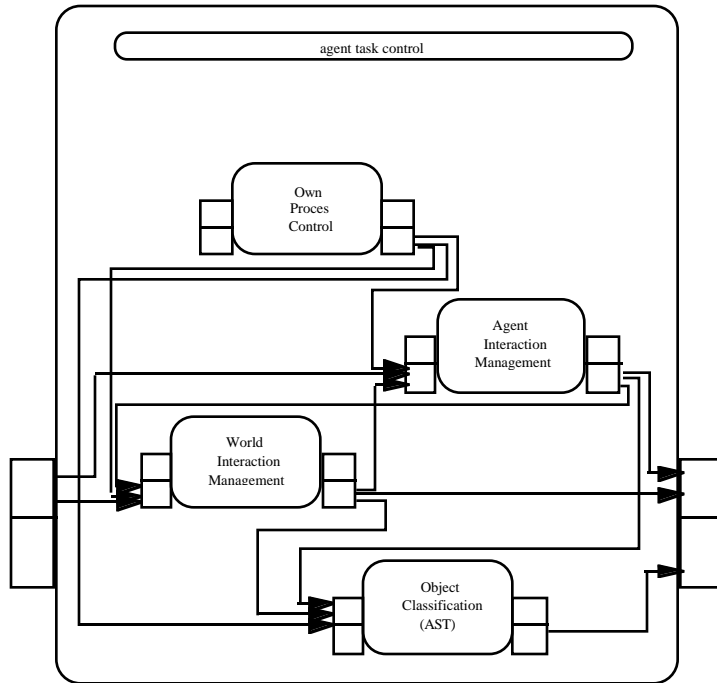 agent task control
Own
Proces
Control
Agent
Interaction
Management
World
Interaction
Management
Object
Classification
(AST)